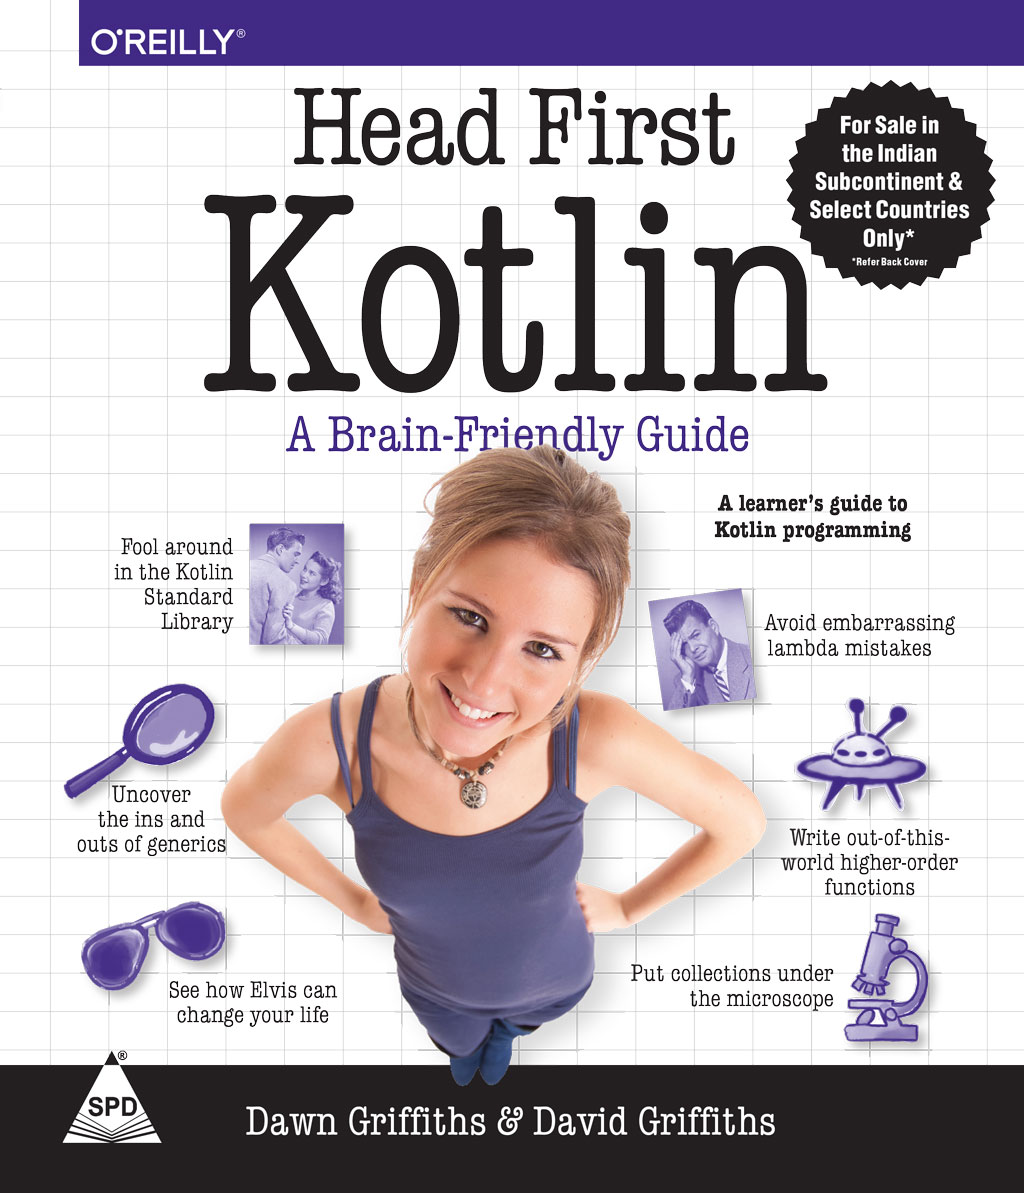 O'REILLY®
Head First
Kotlin
A Brain-Friendly Guide
For Sale in
the Indian
Subcontinent &
Select Countries
Only*
*Refer Back Cover
A learner's guide to
Kotlin programming
Fool around
in the Kotlin
Standard
Library
Avoid embarrassing
lambda mistakes
Uncover
the ins and
outs of generics
Write out-of-this-
world higher-order
functions
See how Elvis can
change your life
Put collections under
the microscope
SPD®
Dawn Griffiths & David Griffiths